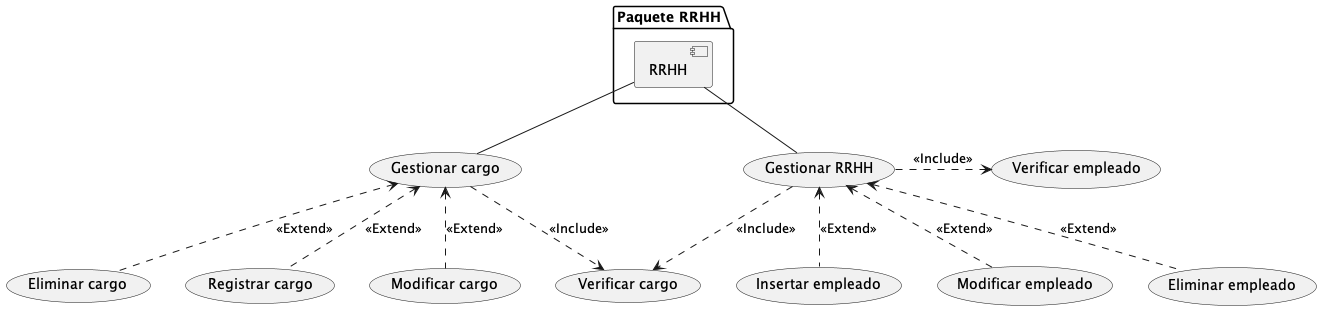 Paquete RRHH
RRHH
Gestionar cargo
Gestionar RRHH
«Include»
Verificar empleado
«Extend»
«Extend»
«Extend»
«Include»
«Include»
«Extend»
«Extend»
«Extend»
Eliminar cargo
Registrar cargo
Modificar cargo
Verificar cargo
Insertar empleado
Modificar empleado
Eliminar empleado